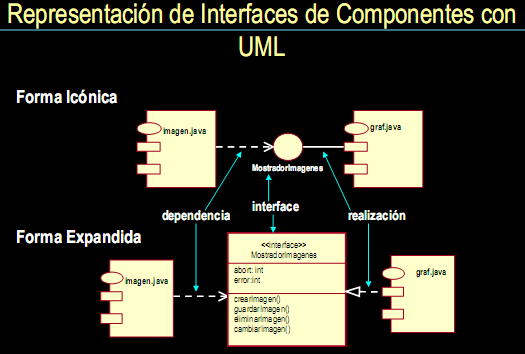 Representación de Interfaces de Componentes con
UML
Forma Icónica
imagen.java
graf.java
MostradorImagenes
dependencia
interface
realización
Forma Expandida
<<interface>>
MostradorImagenes
abort: int
error:int
crearImagen()
guardarImagen()
eliminarImagen()
cambiarImagen()
imagen.java
graf.java